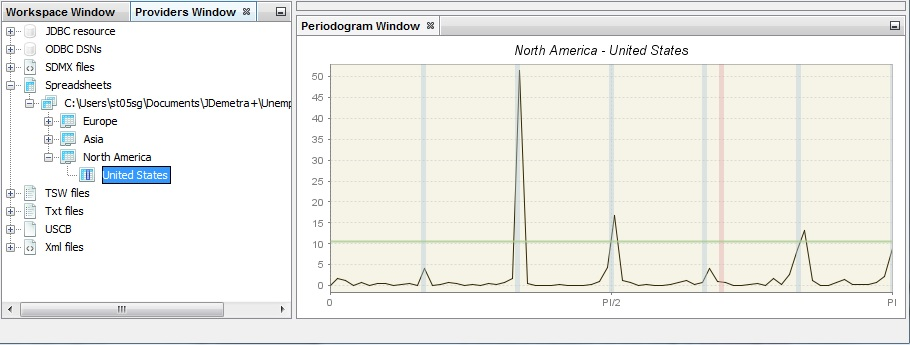 Workspace Window Providers Window
JDBC resource
ODBC DSNs
SDMX files
Spreadsheets
C:\Users\st05sg\Documents\JDemetra+\Unemp
Europe
Asia
North America
United States
TSW files
Txt files
USCB
Xml files
Periodogram Window
North America - United States
50
45
40
35
30
25
20
15
10
5
0
0 PI/2 PI